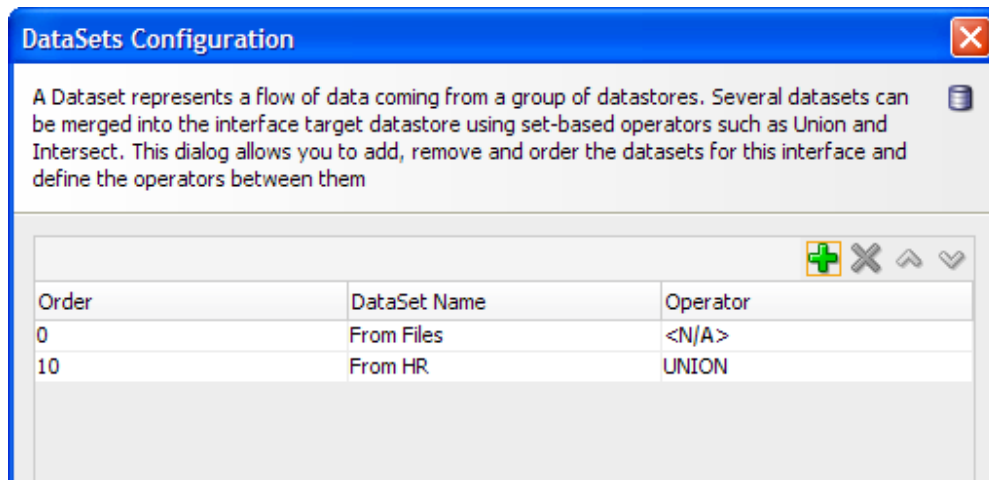 DataSets Configuration
A Dataset represents a flow of data coming from a group of datastores. Several datasets can
be merged into the interface target datastore using set-based operators such as Union and
Intersect. This dialog allows you to add, remove and order the datasets for this interface and
define the operators between them
Order DataSet Name Operator
0 From Files <N/A>
10 From HR UNION